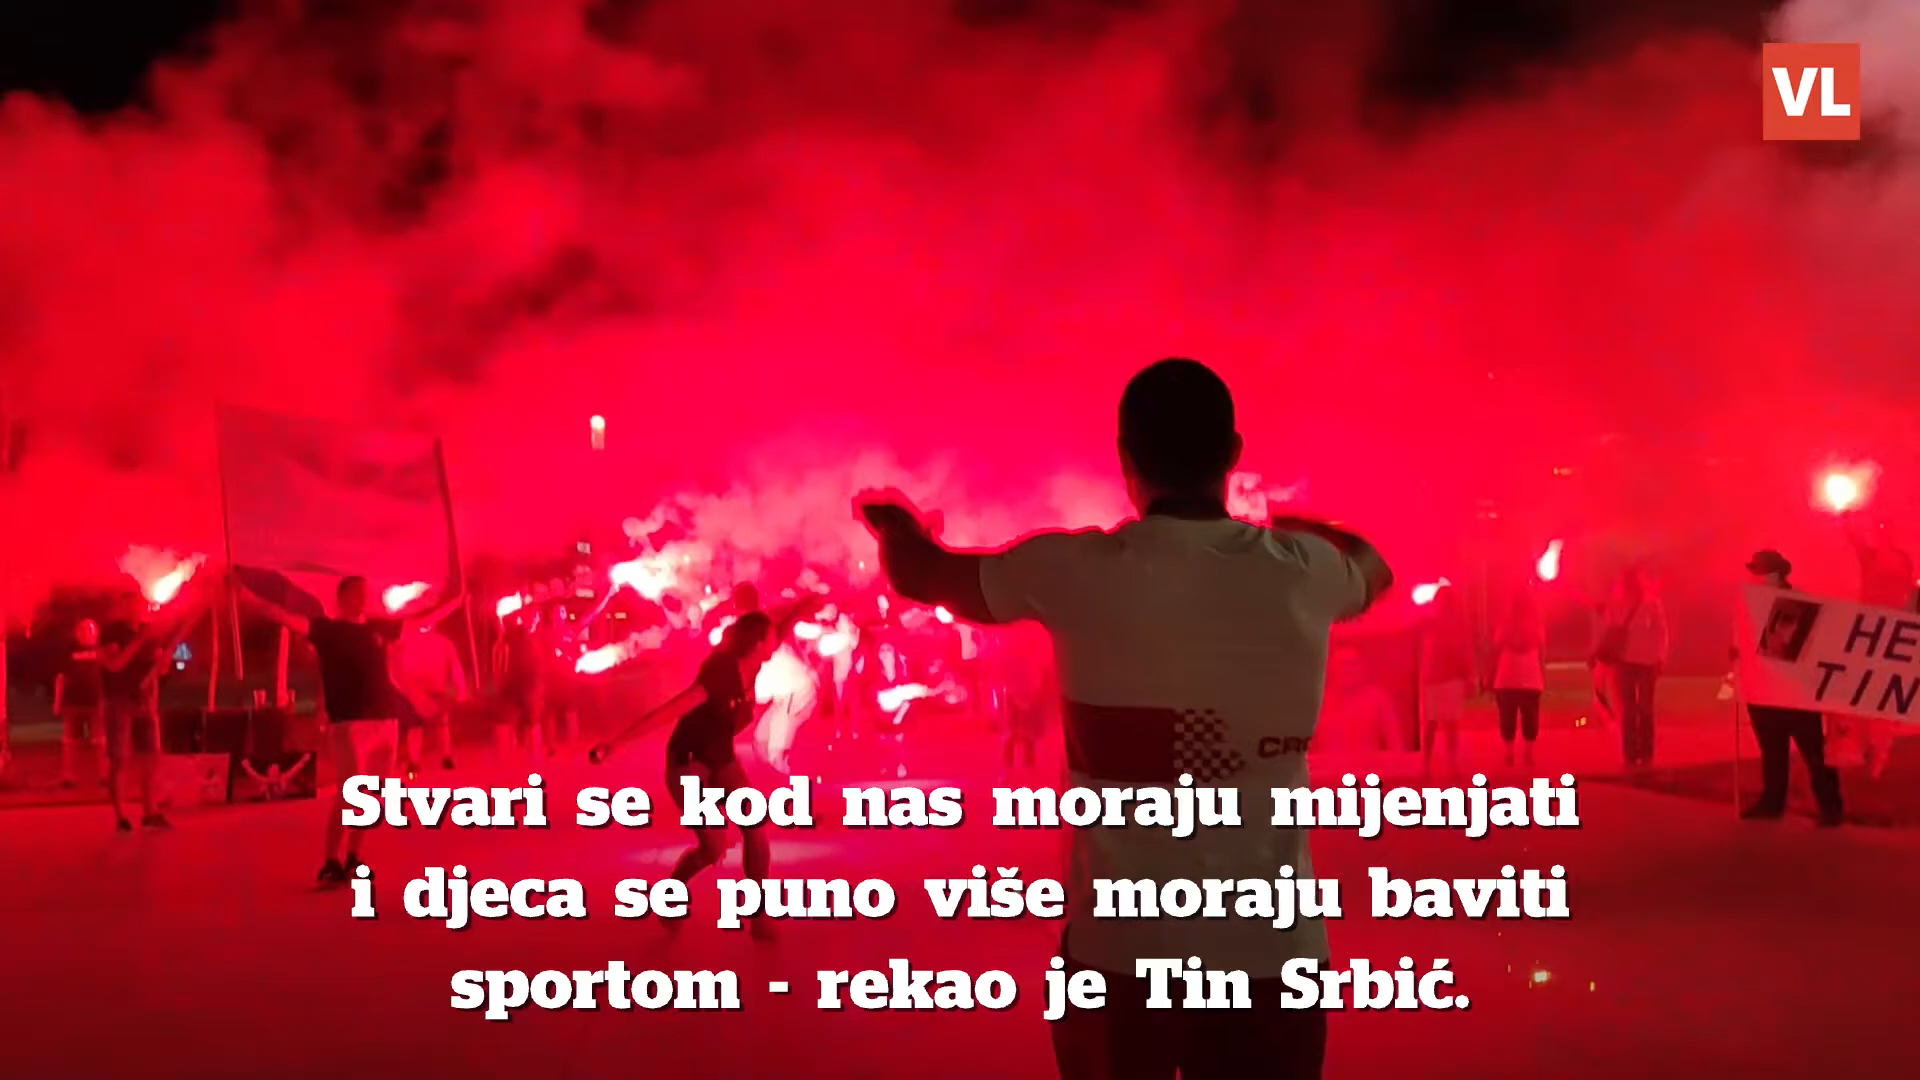 VL
HE
TIN
CRO
Stvari se kod nas moraju mijenjati
i djeca se puno više moraju baviti
sportom - rekao je Tin Srbić.